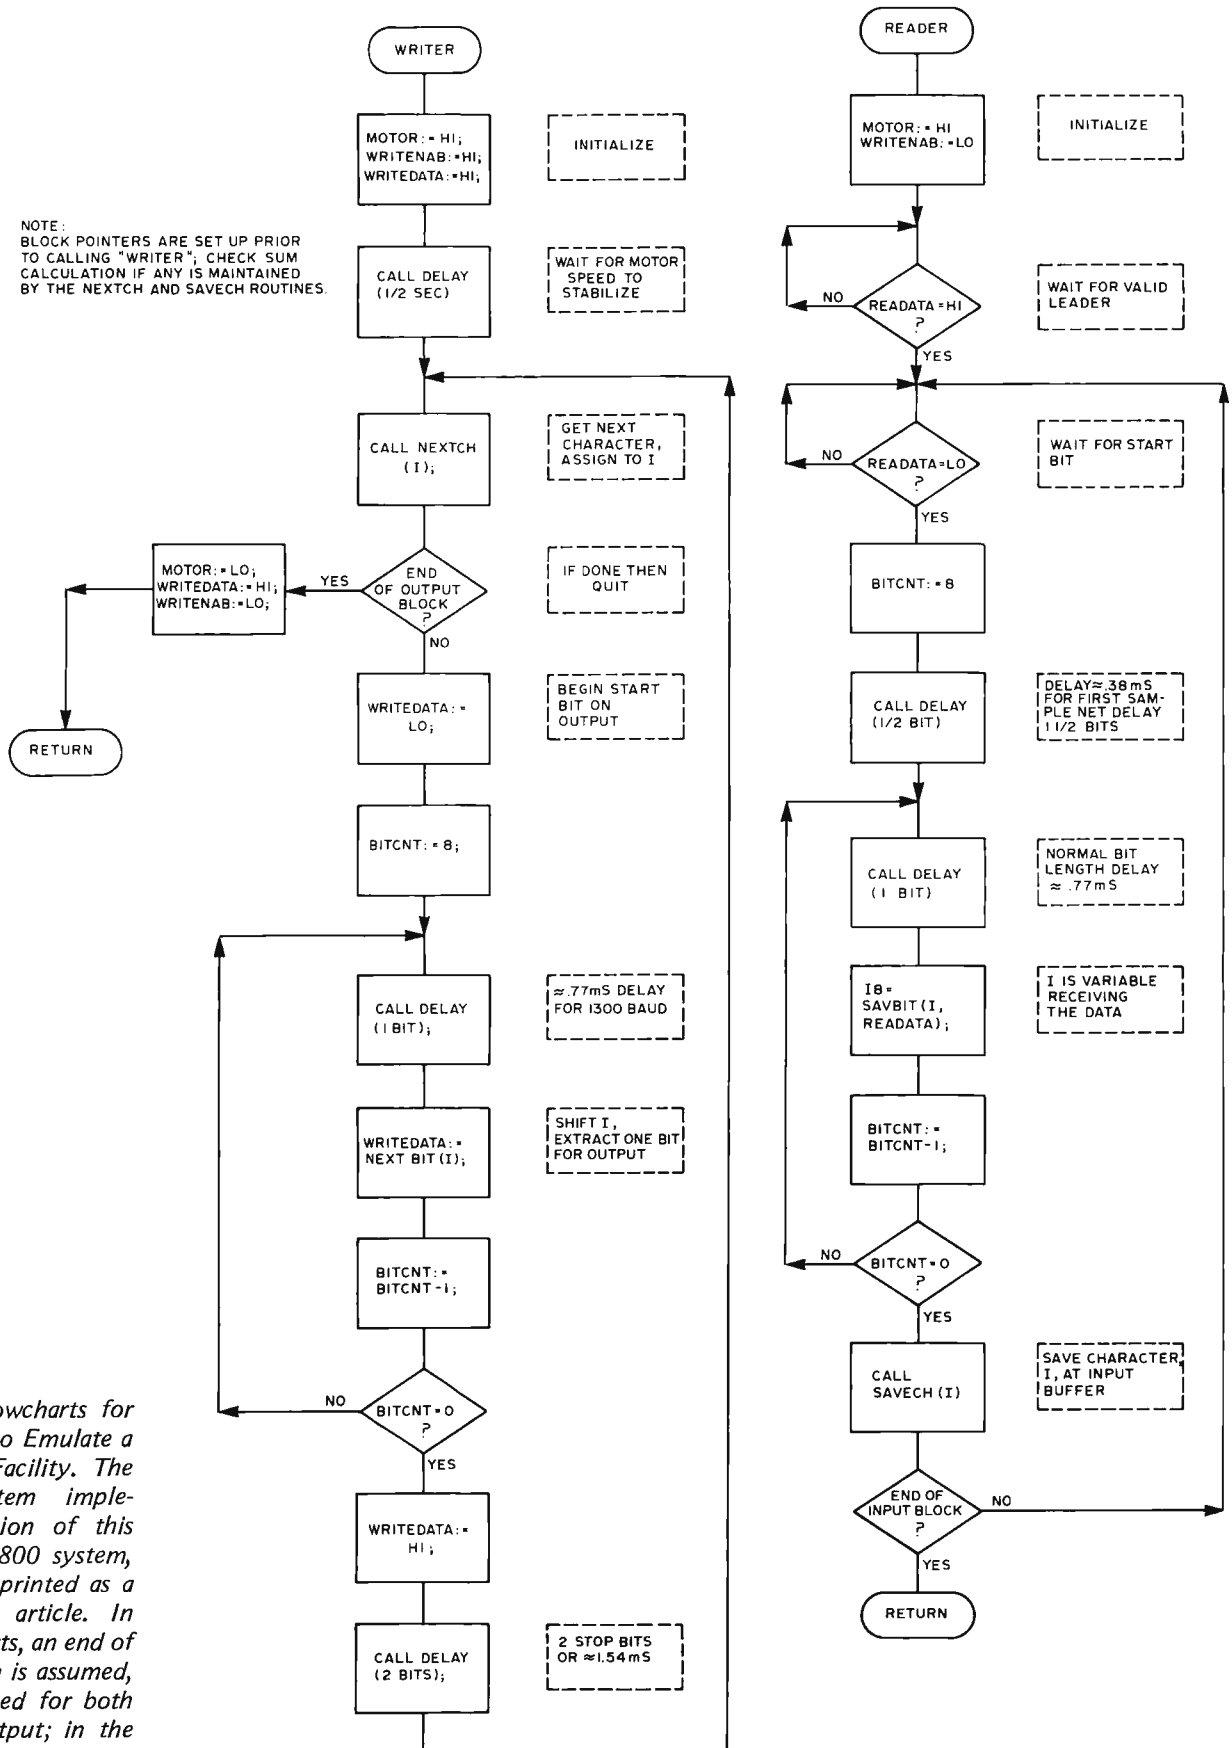 WRITER
MOTOR:=HI;
WRITENAB:=HI;
WRITEDATA:=HI;
INITIALIZE
NOTE:
BLOCK POINTERS ARE SET UP PRIOR
TO CALLING "WRITER"; CHECK SUM
CALCULATION IF ANY IS MAINTAINED
BY THE NEXTCH AND SAVECH ROUTINES.
CALL DELAY
(1/2 SEC)
WAIT FOR MOTOR
SPEED TO
STABILIZE
CALL NEXTCH
(I);
GET NEXT
CHARACTER,
ASSIGN TO I
END
OF OUTPUT
BLOCK
?
YES
NO
IF DONE THEN
QUIT
MOTOR:=LO;
WRITEDATA:=HI;
WRITENAB:=LO;
RETURN
WRITEDATA:=
LO;
BEGIN START
BIT ON
OUTPUT
BITCNT:=8;
CALL DELAY
(1 BIT);
≈.77mS DELAY
FOR 1300 BAUD
WRITEDATA:=
NEXT BIT(I);
SHIFT I,
EXTRACT ONE BIT
FOR OUTPUT
BITCNT:=
BITCNT-1;
BITCNT=0
?
NO
YES
WRITEDATA:=
HI;
CALL DELAY
(2 BITS);
2 STOP BITS
OR ≈1.54mS
READER
MOTOR:=HI
WRITENAB:=LO
INITIALIZE
READATA=HI
?
NO
YES
WAIT FOR VALID
LEADER
READATA=LO
?
NO
YES
WAIT FOR START
BIT
BITCNT:=8
CALL DELAY
(1/2 BIT)
DELAY≈.38mS
FOR FIRST SAM-
PLE NET DELAY
1 1/2 BITS
CALL DELAY
(1 BIT)
NORMAL BIT
LENGTH DELAY
≈ .77mS
I8=
SAVBIT(I,
READATA);
I IS VARIABLE
RECEIVING
THE DATA
BITCNT:=
BITCNT-1;
BITCNT=0
?
NO
YES
CALL
SAVECH(I)
SAVE CHARACTER,
I, AT INPUT
BUFFER
END OF
INPUT BLOCK
?
NO
YES
RETURN
owcharts for
o Emulate a
Facility. The
tem imple-
ion of this
800 system,
printed as a
article. In
ts, an end of
is assumed,
ed for both
tput; in the